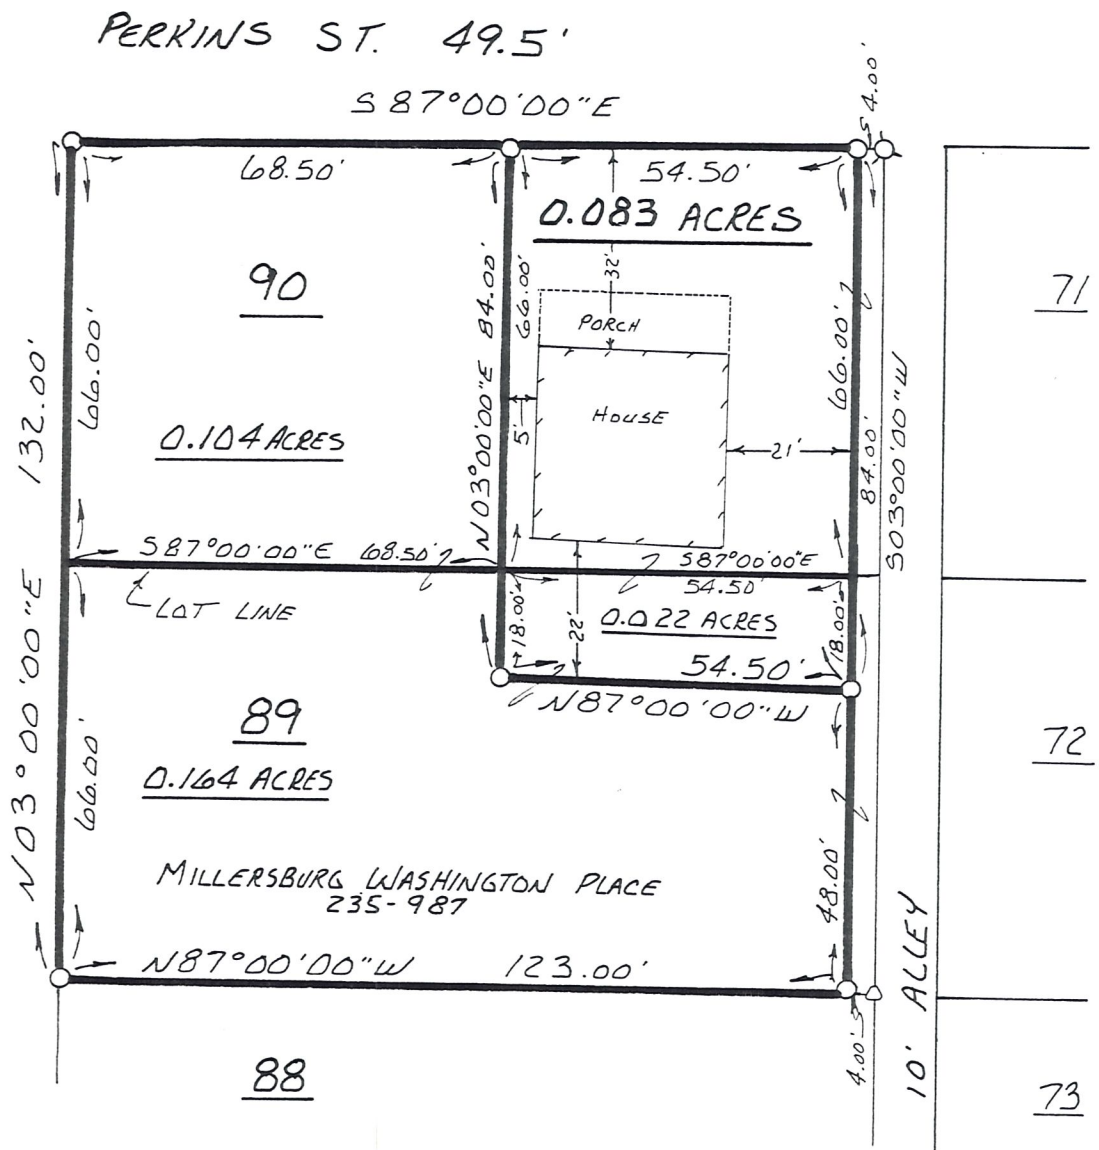 PERKINS ST. 49.5'
S 87°00'00"E
4.00'
68.50'
54.50'
0.083 ACRES
90
71
84.00'
66.00'
32'
PORCH
66.00'
132.00'
66.00'
HOUSE
5'
21'
84.00'
S03°00'00"W
0.104 ACRES
N03°00'00"E
S87°00'00"E 68.50'
S87°00'00"E
54.50'
LOT LINE
18.00'
22'
0.022 ACRES
18.00'
54.50'
N87°00'00"W
N03°00'00"E
89
72
0.164 ACRES
66.00'
48.00'
MILLERSBURG WASHINGTON PLACE
235-987
N87°00'00"W 123.00'
10' ALLEY
4.00'
88
73